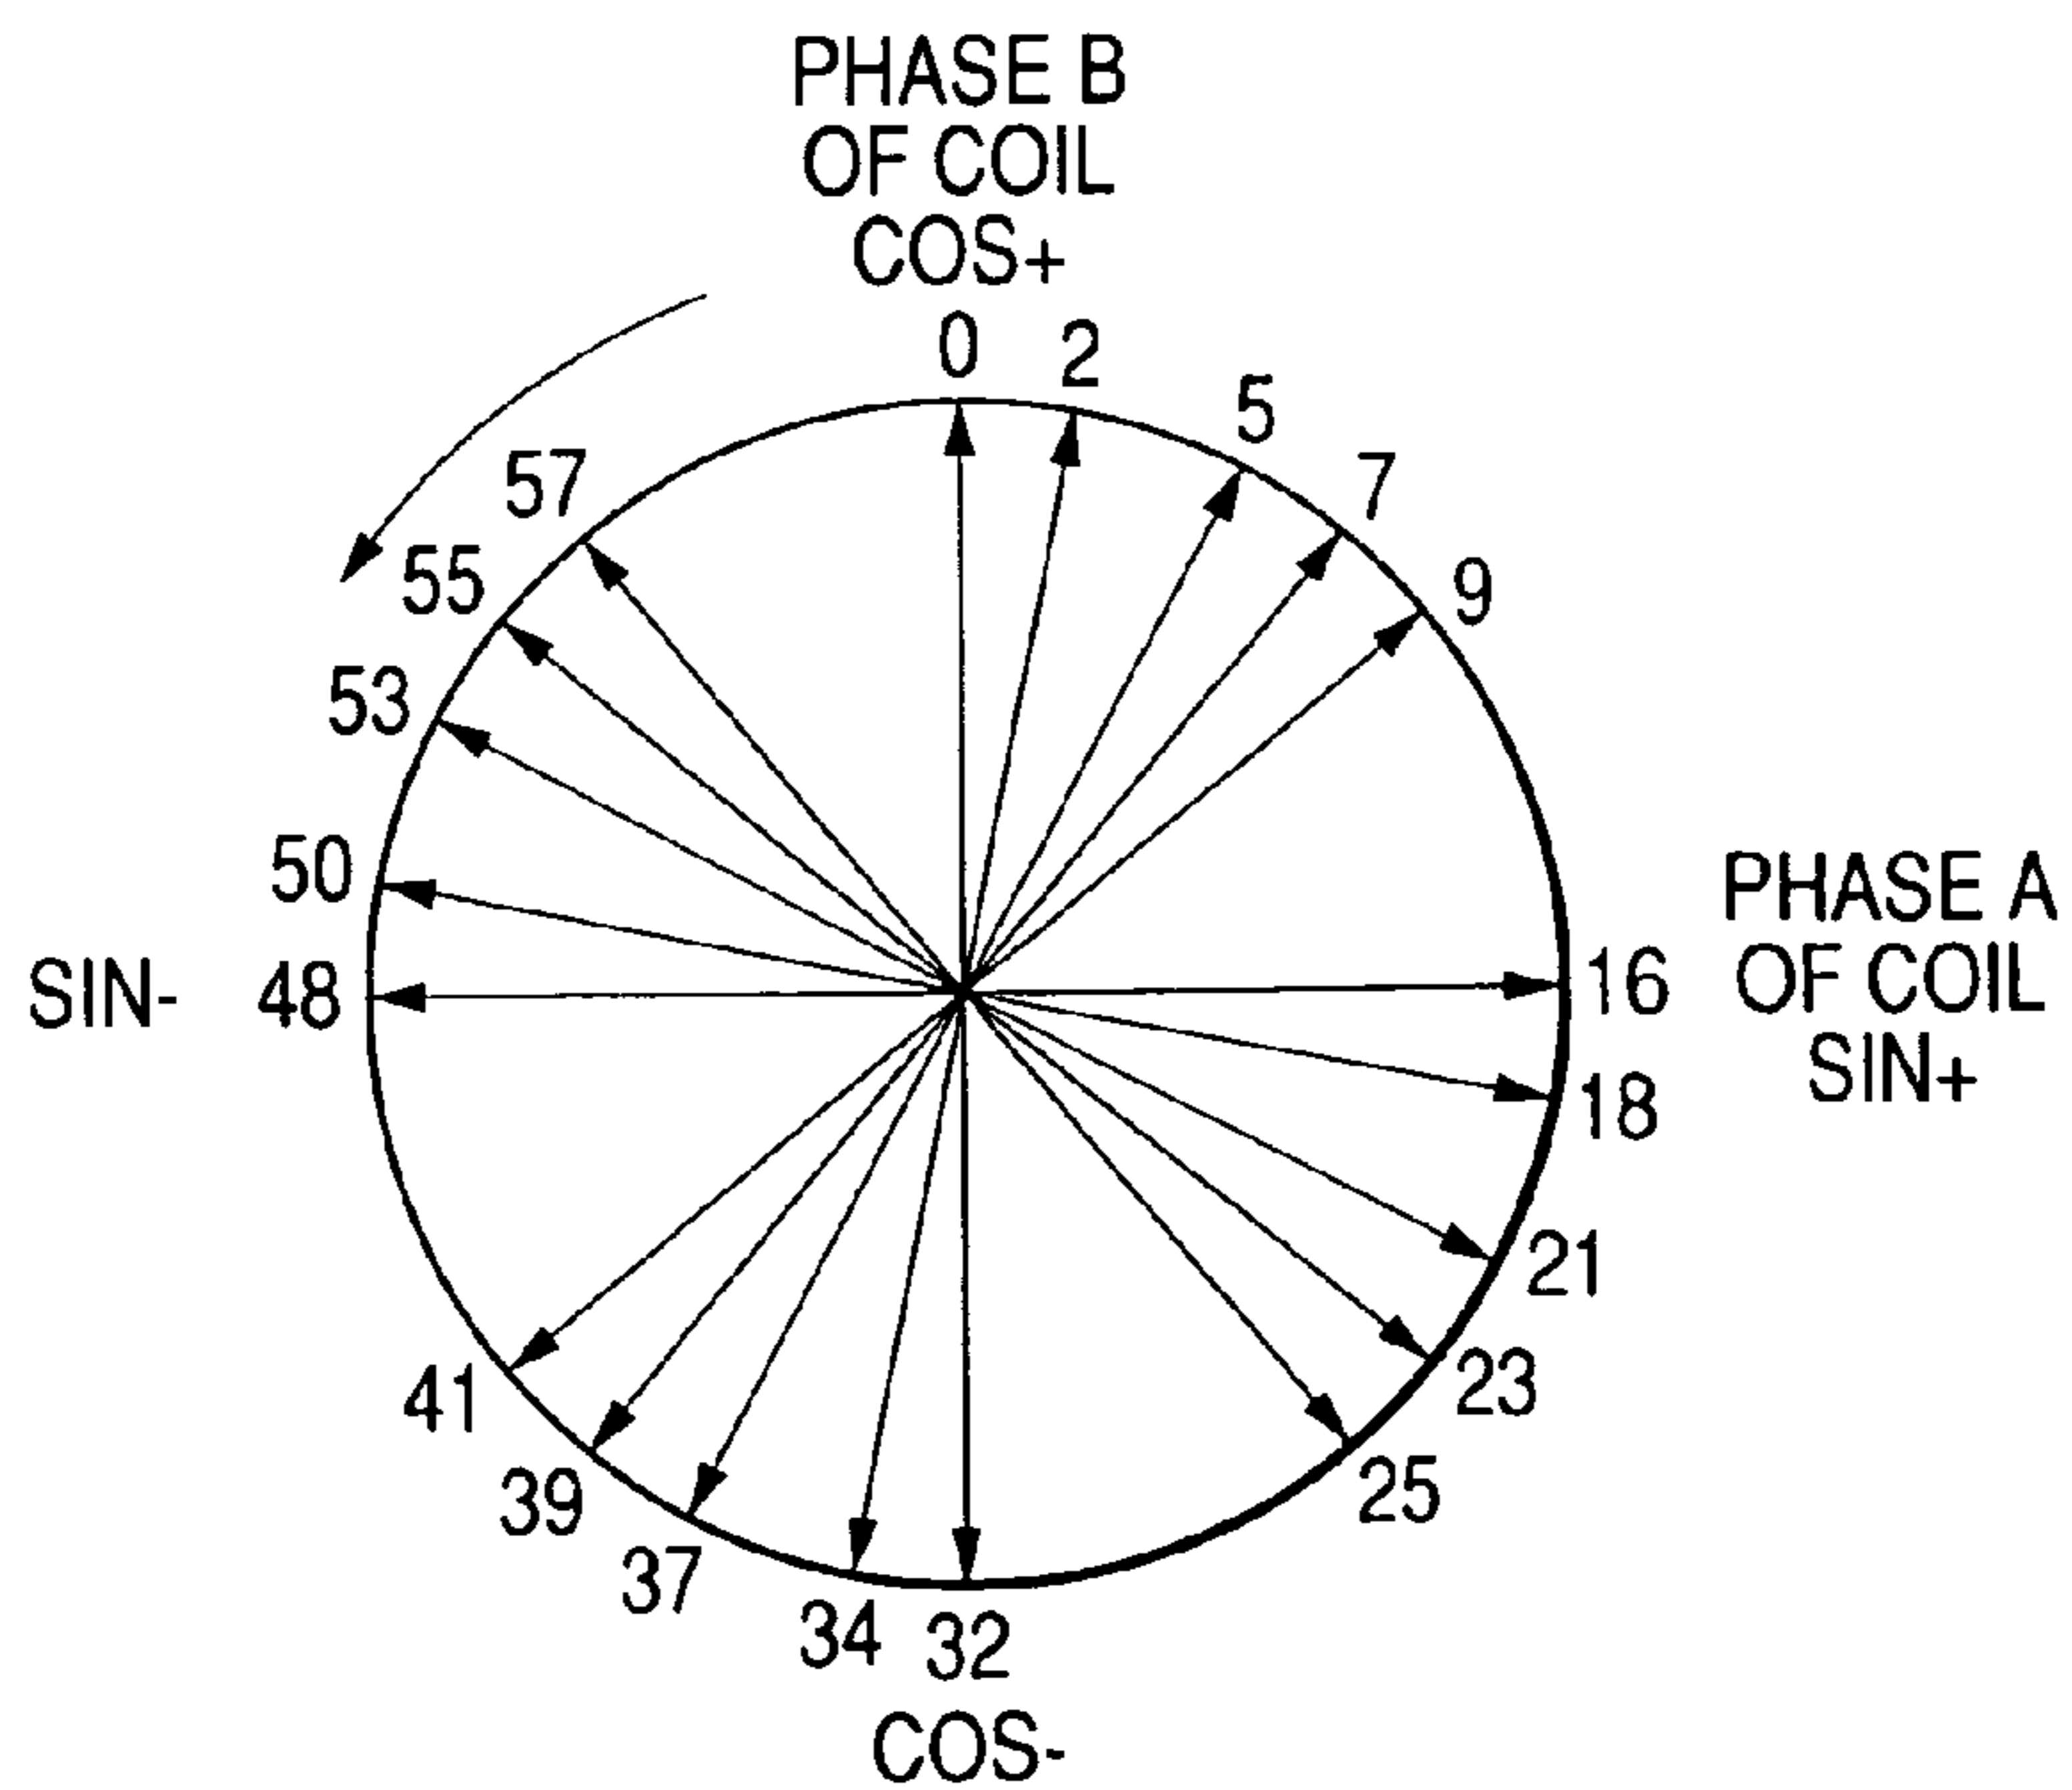 PHASE B
OF COIL
COS+
0
2
5
7
9
57
55
53
50
SIN-
48
PHASE A
OF COIL
SIN+
16
18
21
23
25
41
39
37
34
32
COS-